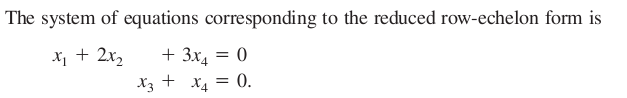 The system of equations corresponding to the reduced row-echelon form is
x₁ + 2x₂ + 3x₄ = 0
x₃ + x₄ = 0.